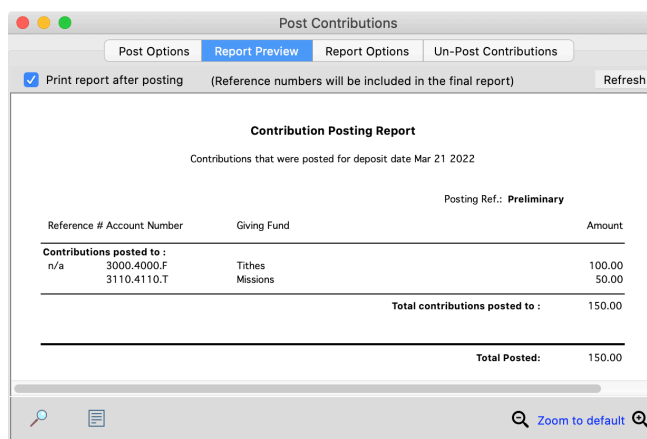 Post Contributions
Post Options Report Preview Report Options Un-Post Contributions
Print report after posting (Reference numbers will be included in the final report) Refresh
Contribution Posting Report
Contributions that were posted for deposit date Mar 21 2022
Posting Ref.: Preliminary
Reference # Account Number Giving Fund Amount
Contributions posted to :
n/a 3000.4000.F Tithes 100.00
3110.4110.T Missions 50.00
Total contributions posted to : 150.00
Total Posted: 150.00
Zoom to default